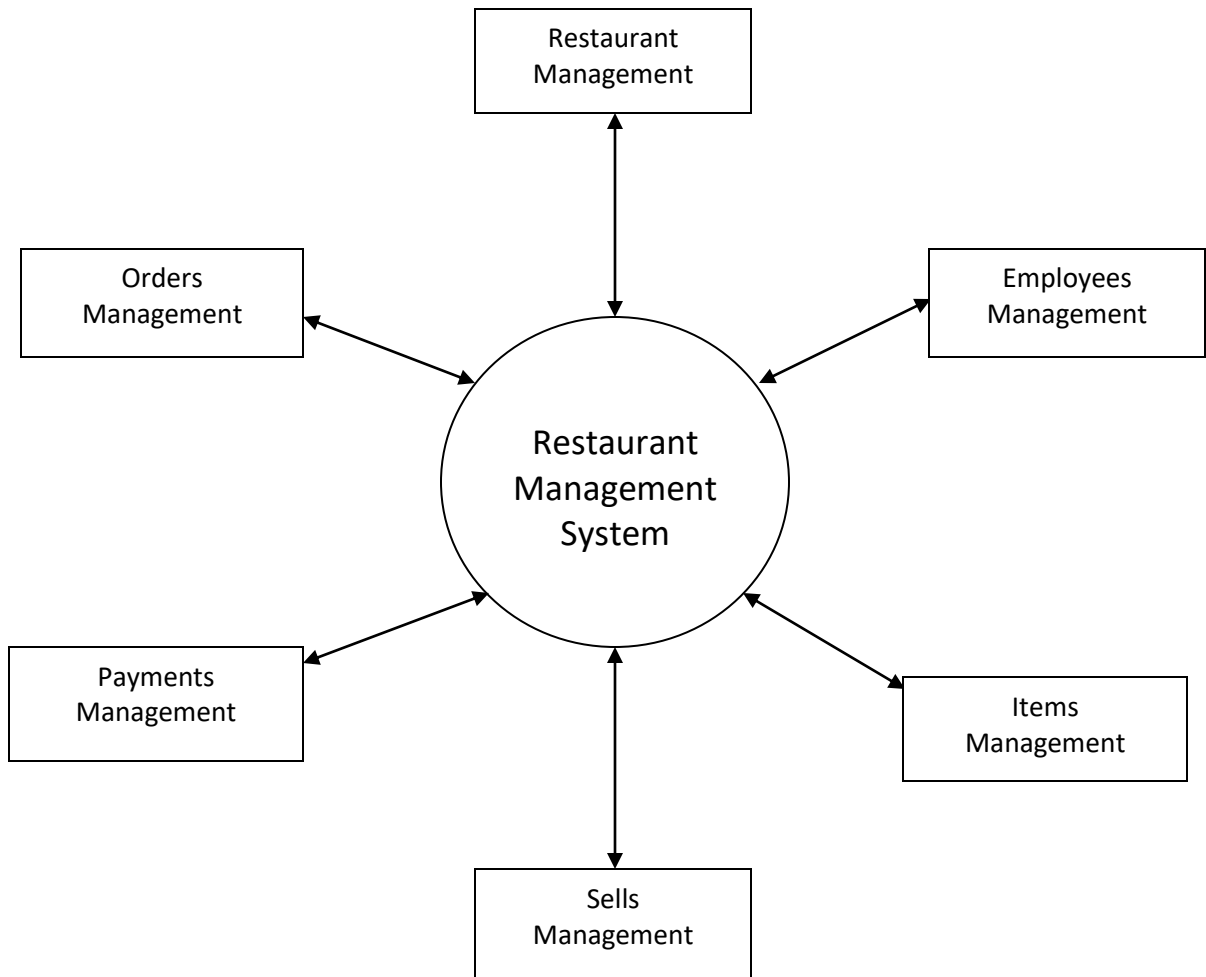 Restaurant
Management
Orders
Management
Employees
Management
Restaurant
Management
System
Payments
Management
Items
Management
Sells
Management